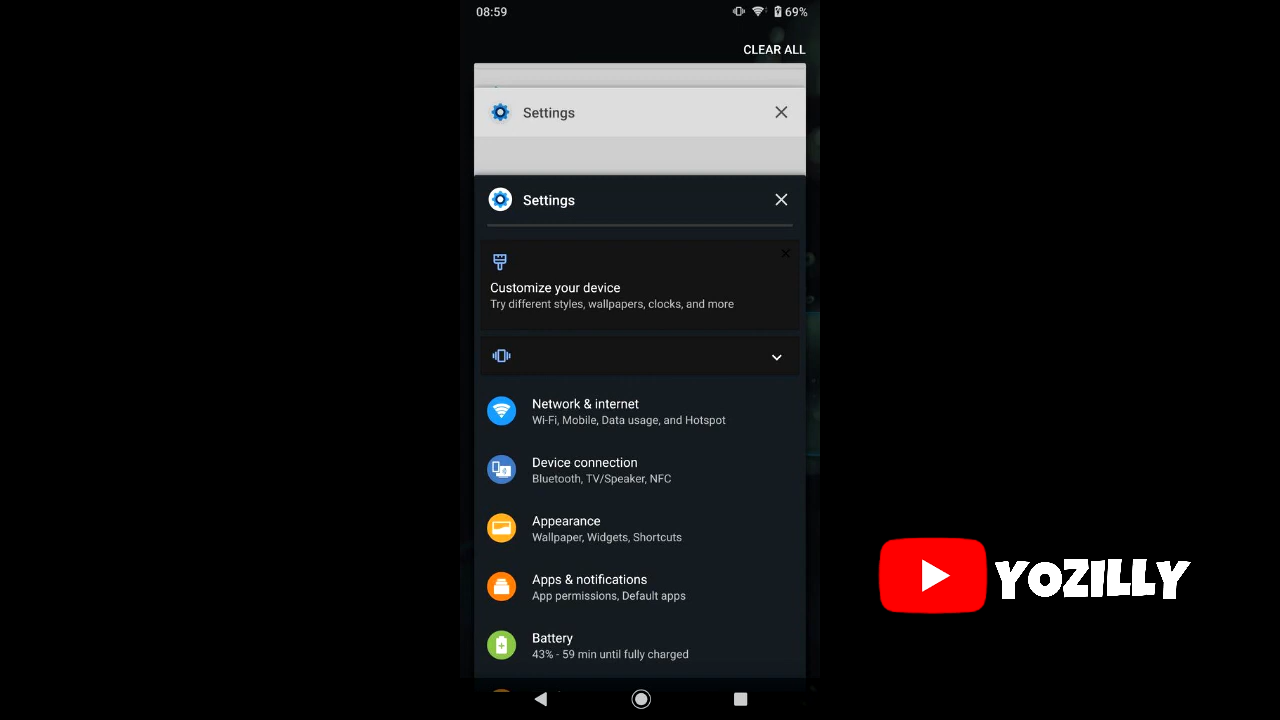 08:59
69%
CLEAR ALL
Settings
Settings
Customize your device
Try different styles, wallpapers, clocks, and more
Network & internet
Wi-Fi, Mobile, Data usage, and Hotspot
Device connection
Bluetooth, TV/Speaker, NFC
Appearance
Wallpaper, Widgets, Shortcuts
Apps & notifications
App permissions, Default apps
Battery
43% - 59 min until fully charged
YOZILLY